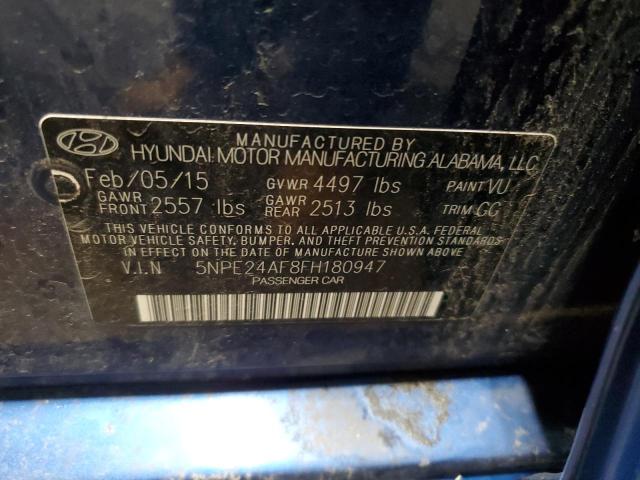 MANUFACTURED BY
HYUNDAI MOTOR MANUFACTURING ALABAMA, LLC
Feb/05/15 GVWR 4497 lbs PAINT VU
GAWR FRONT 2557 lbs GAWR REAR 2513 lbs TRIM GG
THIS VEHICLE CONFORMS TO ALL APPLICABLE U.S.A. FEDERAL
MOTOR VEHICLE SAFETY, BUMPER, AND THEFT PREVENTION STANDARDS
IN EFFECT ON THE DATE OF MANUFACTURE SHOWN ABOVE
V.I.N 5NPE24AF8FH180947
PASSENGER CAR